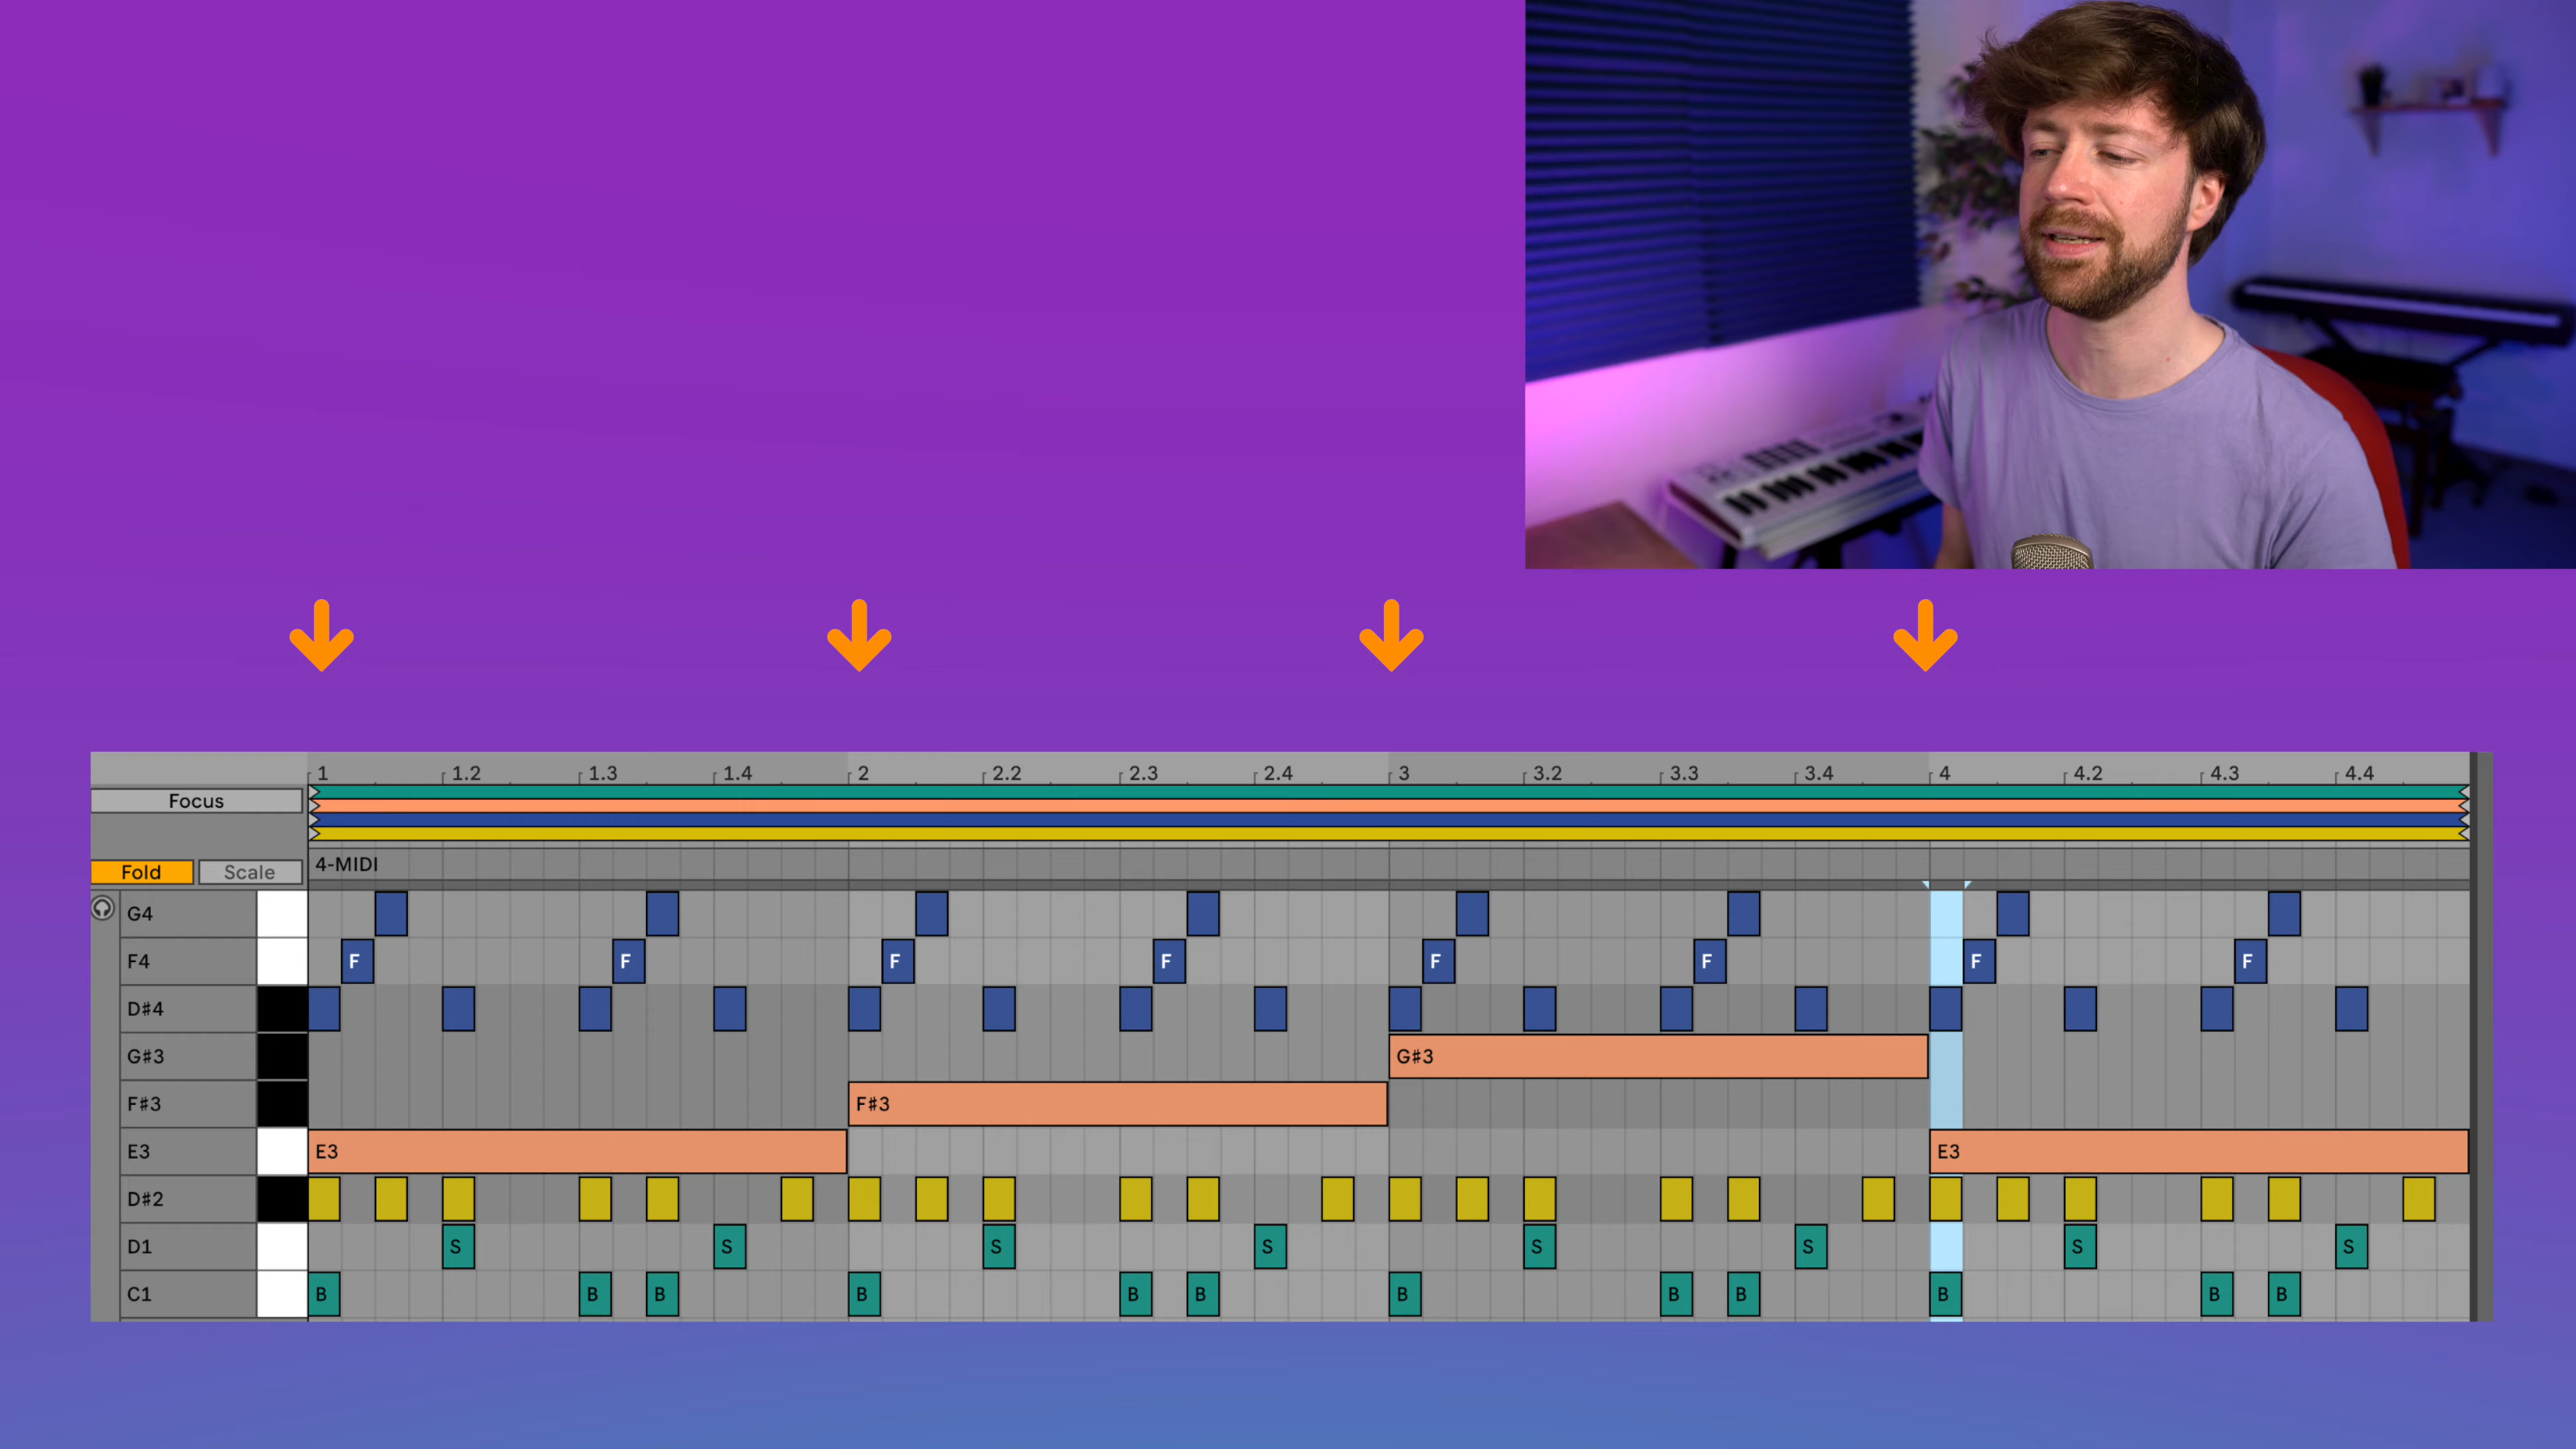 1 1.2 1.3 1.4 2 2.2 2.3 2.4 3 3.2 3.3 3.4 4 4.2 4.3 4.4
Focus
4-MIDI
Fold Scale
G4
F4 F F F F F F F F
D♯4
G♯3 G♯3
F♯3 F♯3
E3 E3 E3
D♯2
D1 S S S S S S S S
C1 B B B B B B B B B B B B